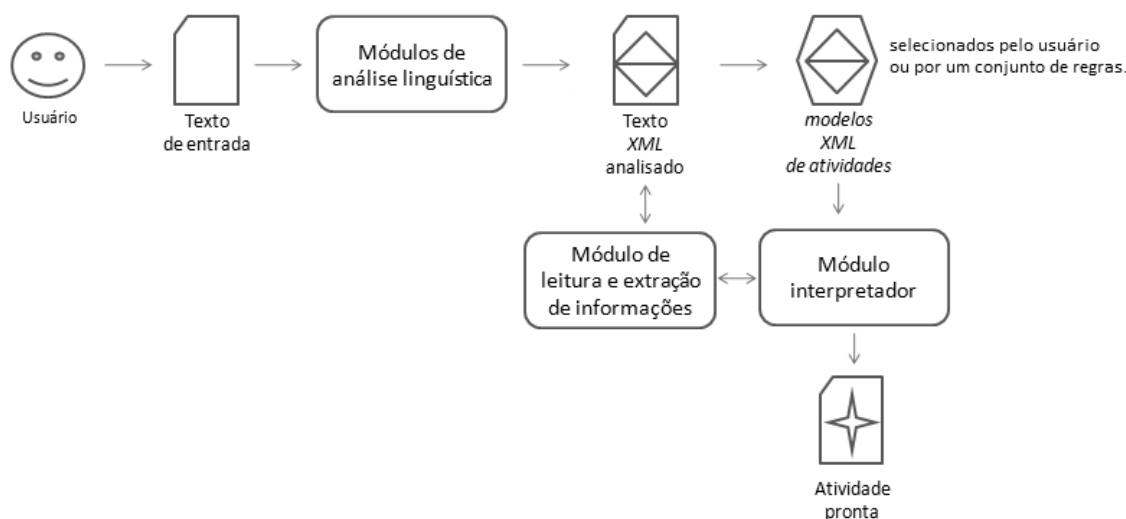 Usuário
Texto
de entrada
Módulos de
análise linguística
Texto
XML
analisado
modelos
XML
de atividades
selecionados pelo usuário
ou por um conjunto de regras.
Módulo de
leitura e extração
de informações
Módulo
interpretador
Atividade
pronta